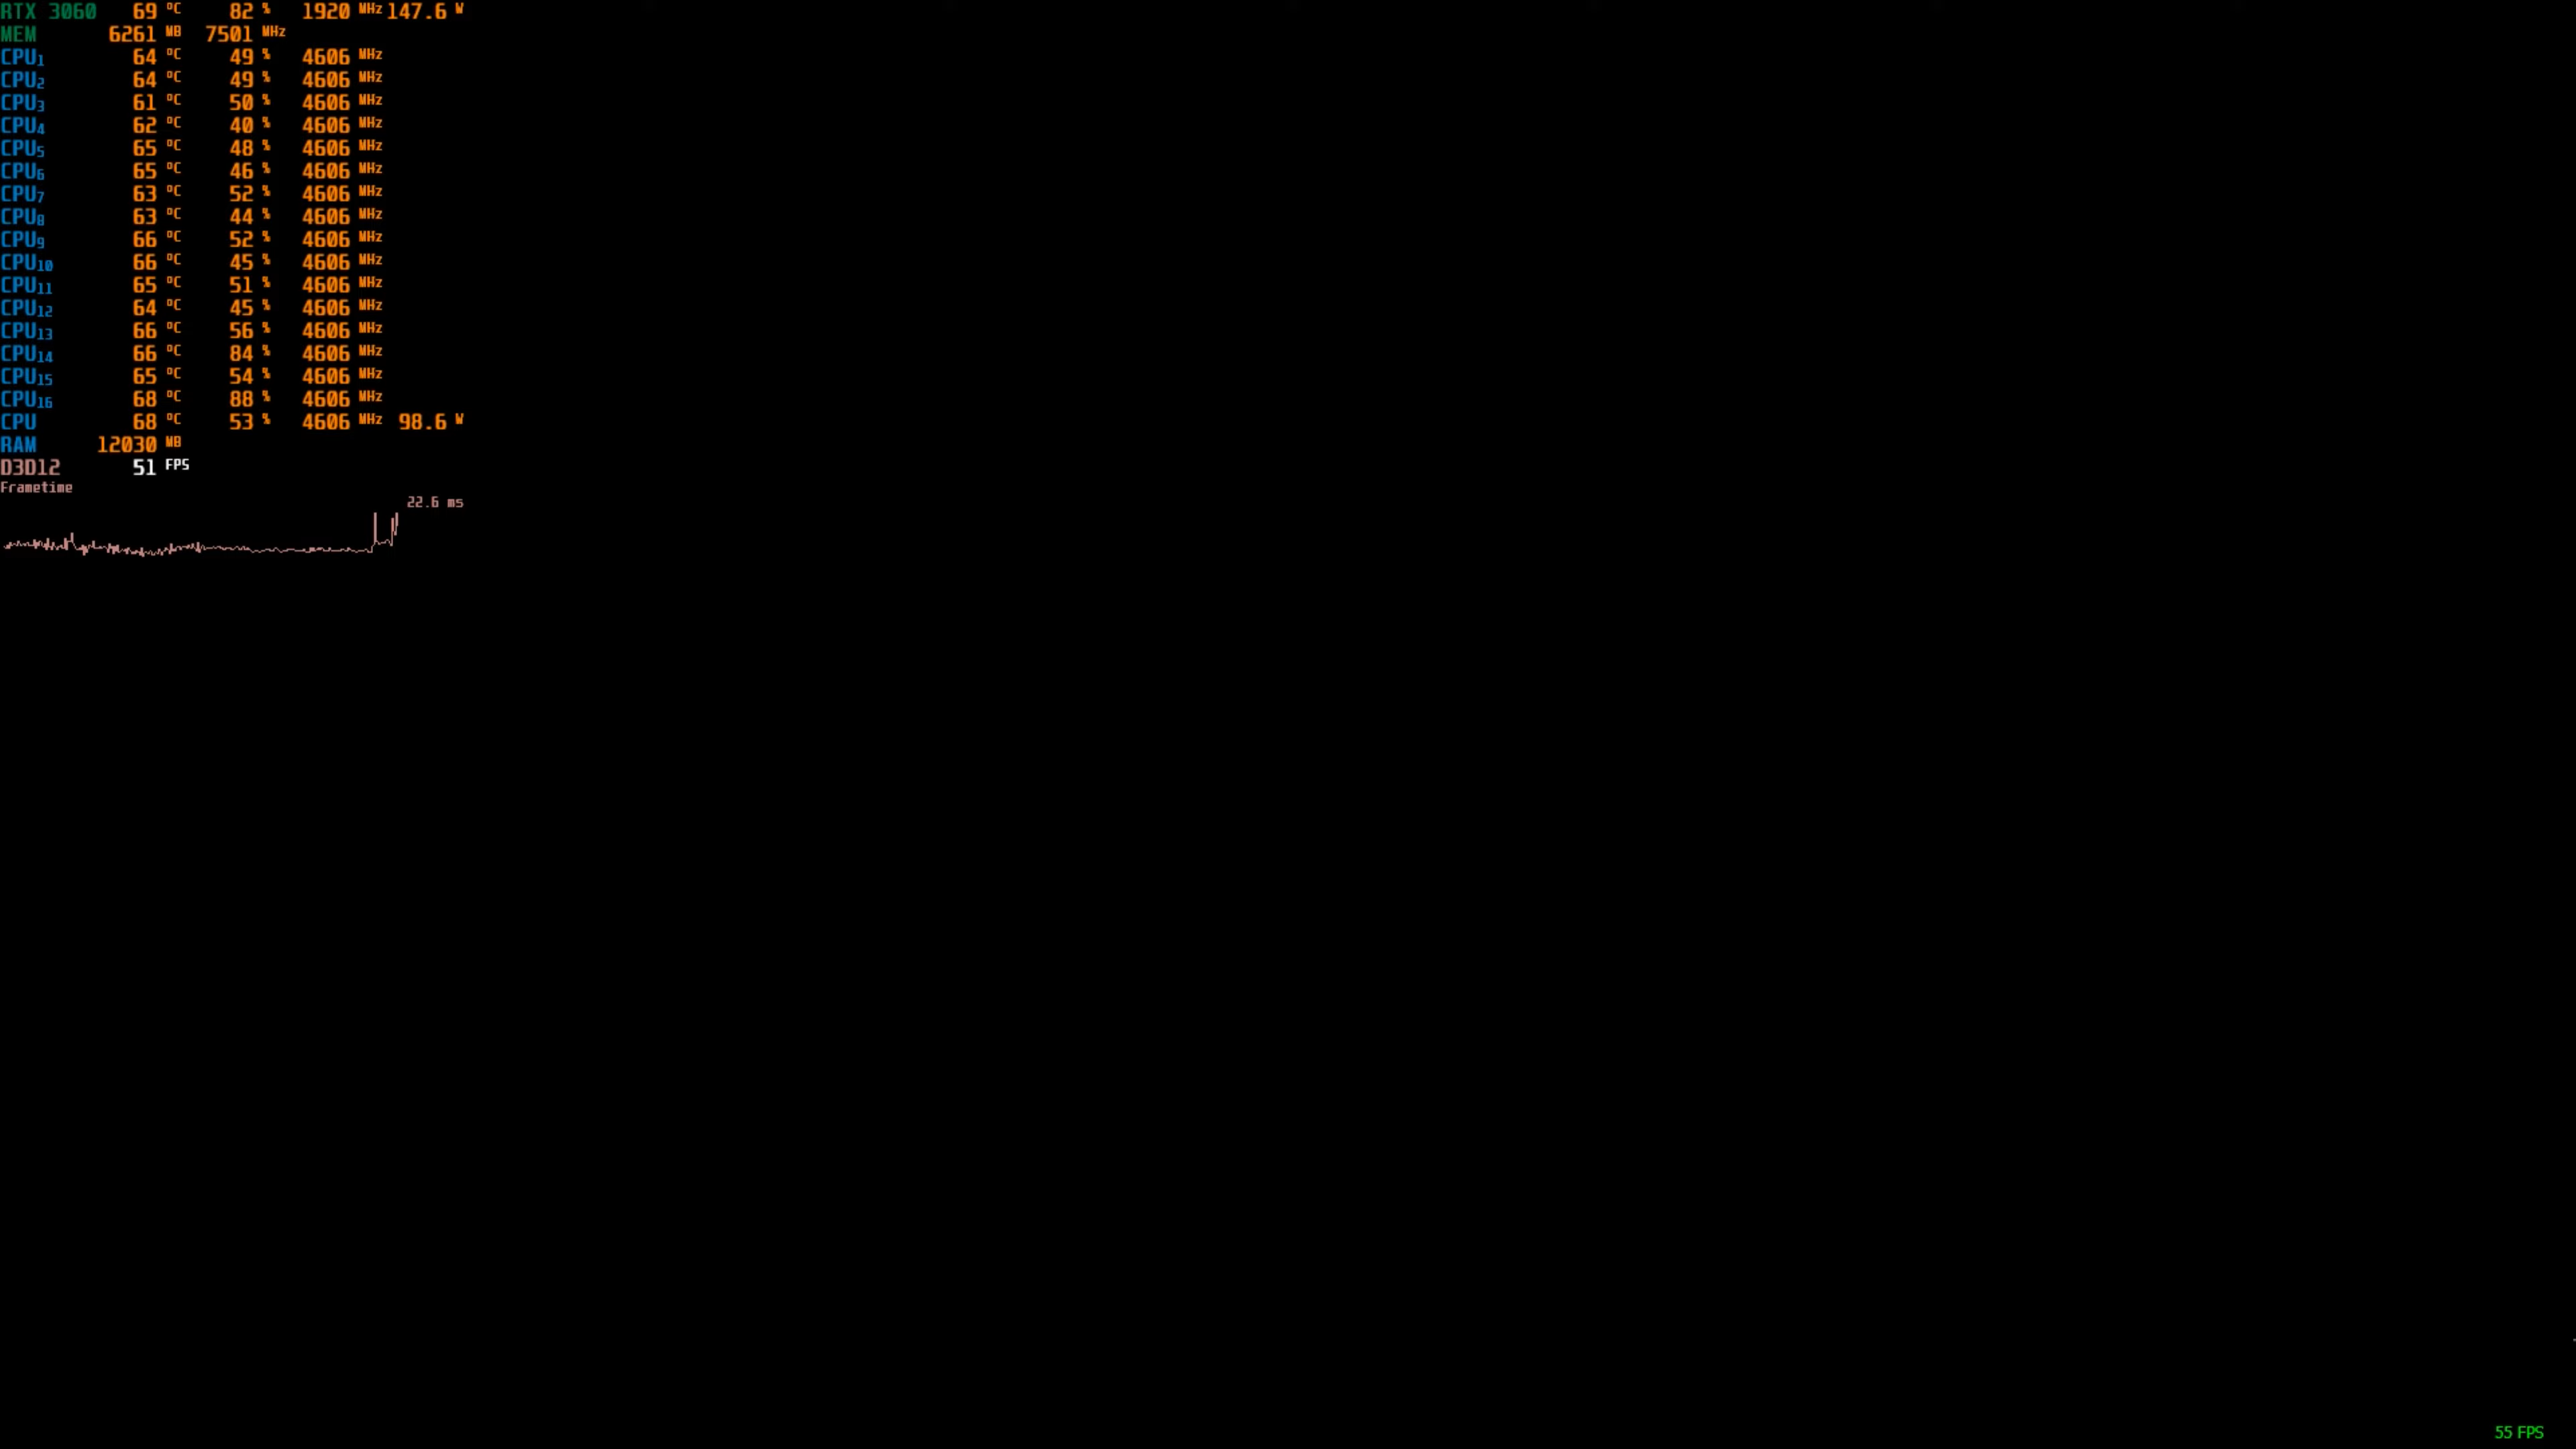 RTX 3060 69 °C 82 % 1920 MHz 147.6 W
MEM 6261 MB 7501 MHz
CPU1 64 °C 49 % 4606 MHz
CPU2 64 °C 49 % 4606 MHz
CPU3 61 °C 50 % 4606 MHz
CPU4 62 °C 40 % 4606 MHz
CPU5 65 °C 48 % 4606 MHz
CPU6 65 °C 46 % 4606 MHz
CPU7 63 °C 52 % 4606 MHz
CPU8 63 °C 44 % 4606 MHz
CPU9 66 °C 52 % 4606 MHz
CPU10 66 °C 45 % 4606 MHz
CPU11 65 °C 51 % 4606 MHz
CPU12 64 °C 45 % 4606 MHz
CPU13 66 °C 56 % 4606 MHz
CPU14 66 °C 84 % 4606 MHz
CPU15 65 °C 54 % 4606 MHz
CPU16 68 °C 88 % 4606 MHz
CPU 68 °C 53 % 4606 MHz 98.6 W
RAM 12030 MB
D3D12 51 FPS
Frametime
22.6 ms
55 FPS